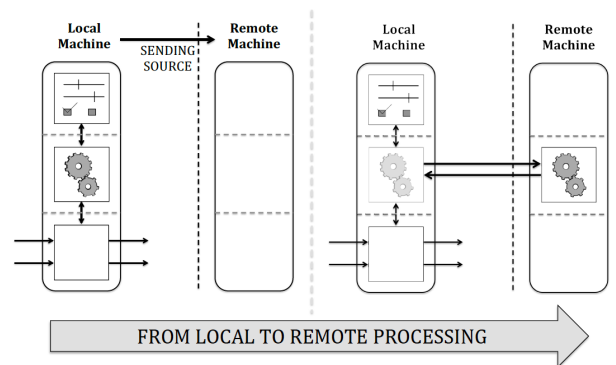 Local
Machine
SENDING
SOURCE
Remote
Machine
Local
Machine
Remote
Machine
FROM LOCAL TO REMOTE PROCESSING